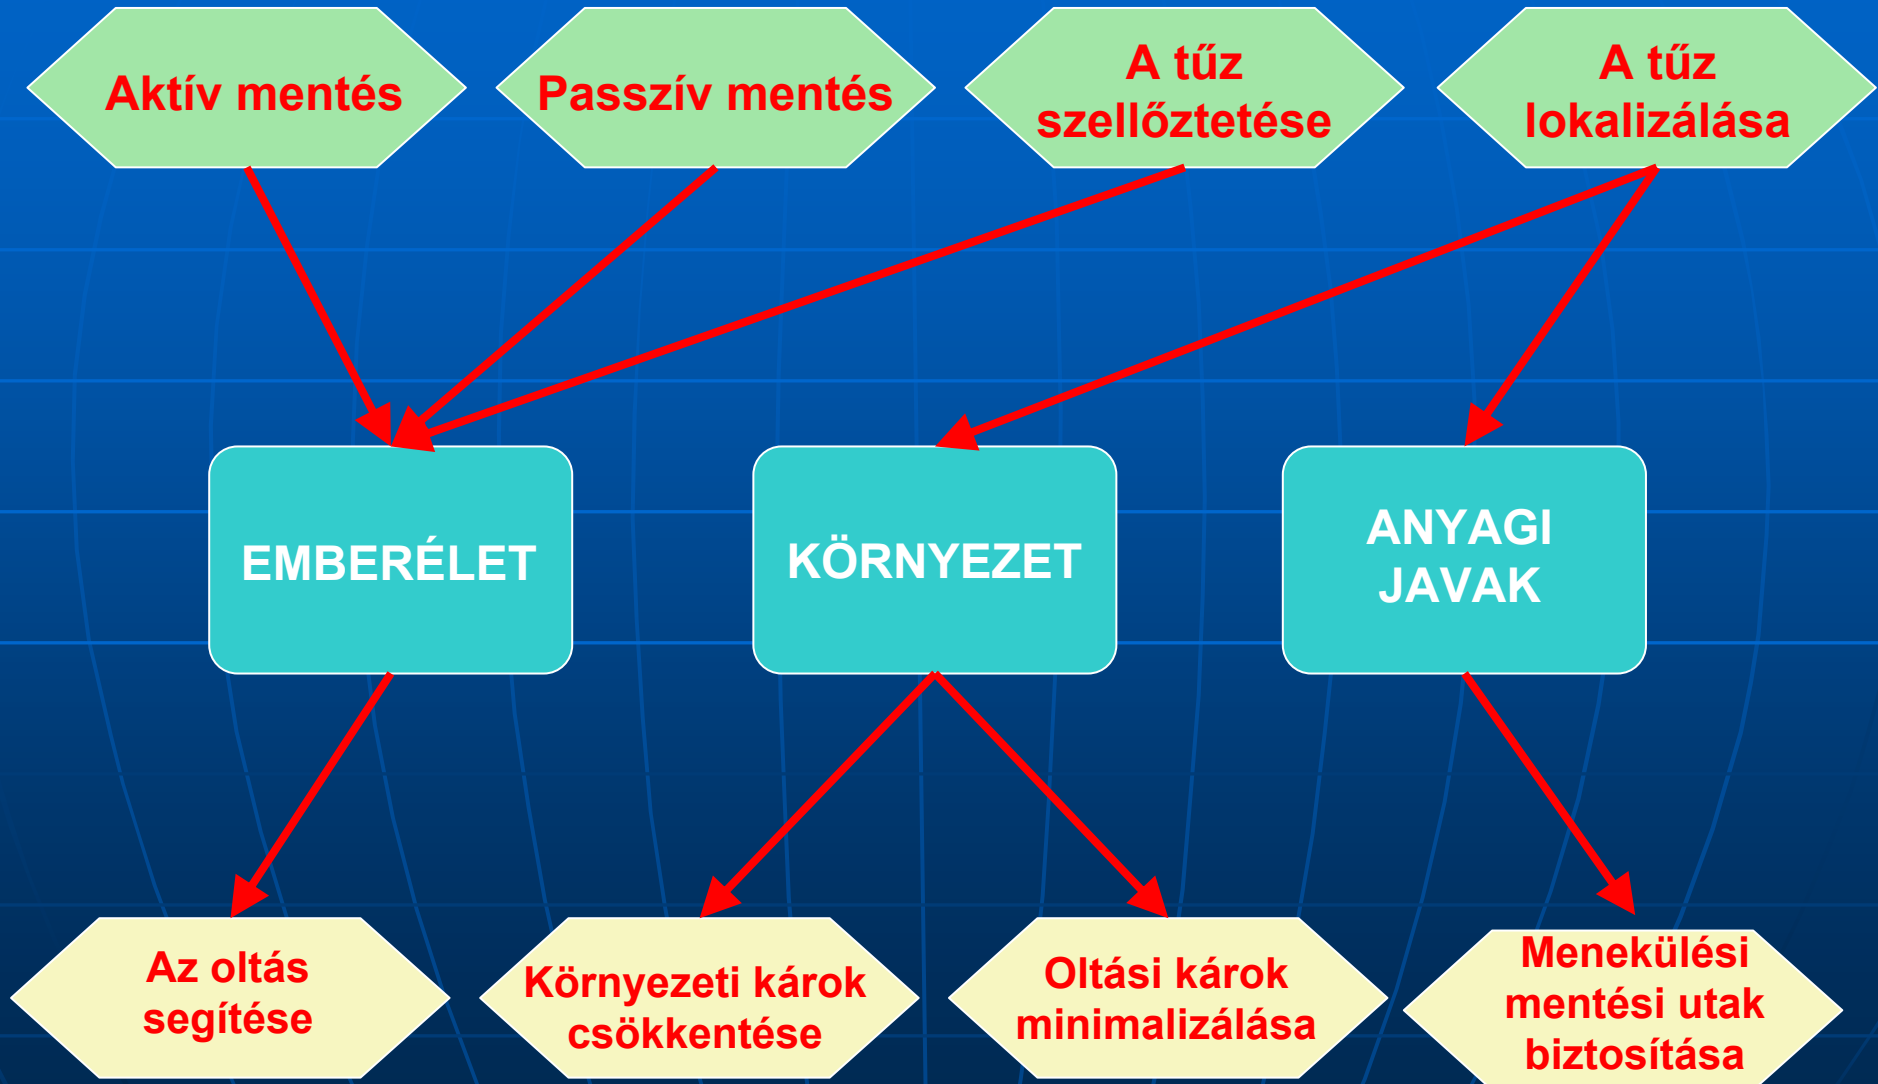 Aktív mentés
Passzív mentés
A tűz
szellőztetése
A tűz
lokalizálása
EMBERÉLET
KÖRNYEZET
ANYAGI
JAVAK
Az oltás
segítése
Környezeti károk
csökkentése
Oltási károk
minimalizálása
Menekülési
mentési utak
biztosítása